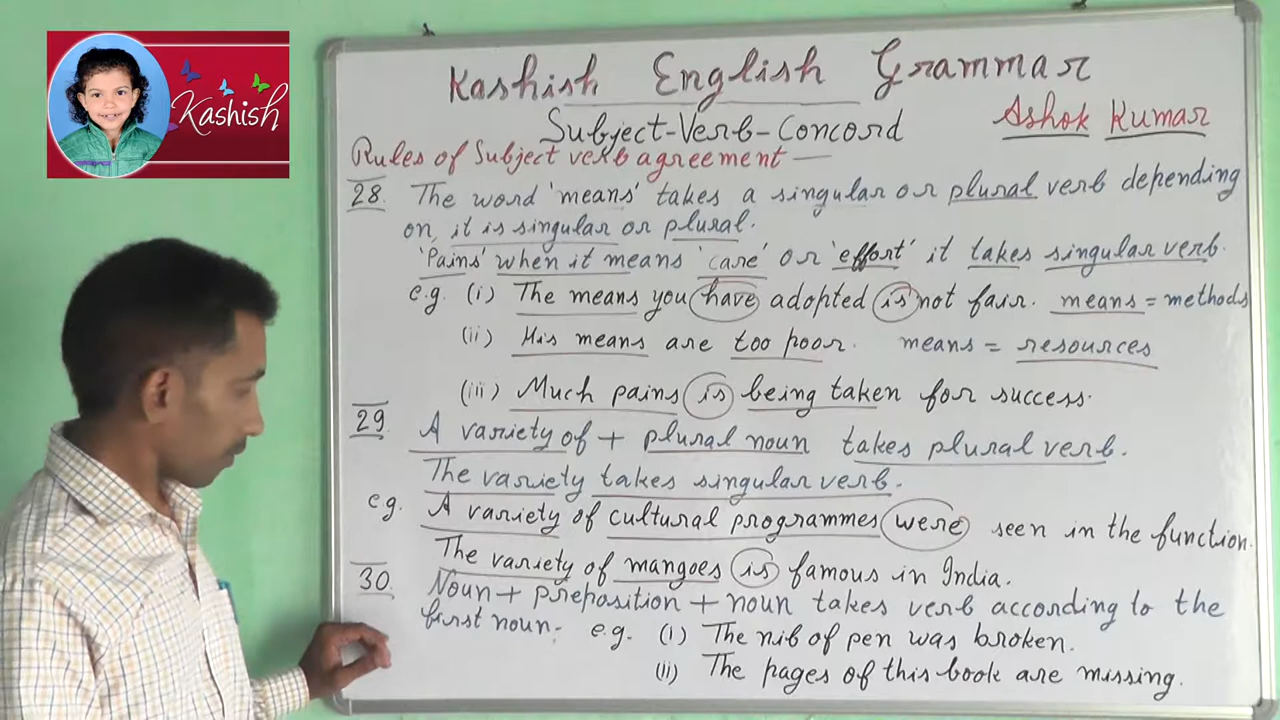 Kashish
Kashish English Grammar
Subject-Verb-Concord
Ashok Kumar
Rules of Subject verb agreement —
28. The word 'means' takes a singular or plural verb depending
on it is singular or plural.
'Pains' when it means 'care' or 'effort' it takes singular verb.
e.g. (i) The means you have adopted is not fair. means = methods
(ii) His means are too poor. means = resources
(iii) Much pains is being taken for success.
29. A variety of + plural noun takes plural verb.
The variety takes singular verb.
eg. A variety of cultural programmes were seen in the function.
The variety of mangoes is famous in India.
30. Noun + preposition + noun takes verb according to the
first noun. e.g. (i) The nib of pen was broken.
(ii) The pages of this book are missing.